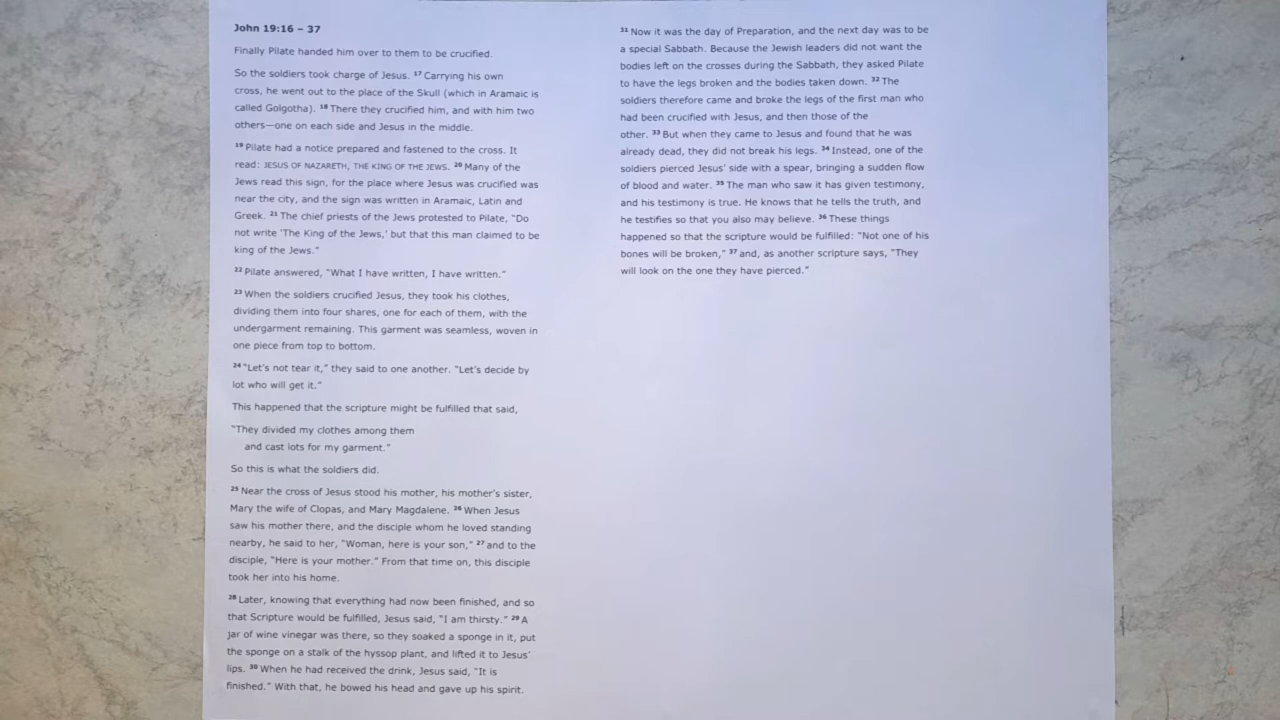 John 19:16 – 37
Finally Pilate handed him over to them to be crucified.
So the soldiers took charge of Jesus. 17 Carrying his own
cross, he went out to the place of the Skull (which in Aramaic is
called Golgotha). 18 There they crucified him, and with him two
others—one on each side and Jesus in the middle.
19 Pilate had a notice prepared and fastened to the cross. It
read: JESUS OF NAZARETH, THE KING OF THE JEWS. 20 Many of the
Jews read this sign, for the place where Jesus was crucified was
near the city, and the sign was written in Aramaic, Latin and
Greek. 21 The chief priests of the Jews protested to Pilate, “Do
not write ‘The King of the Jews,’ but that this man claimed to be
king of the Jews.”
22 Pilate answered, “What I have written, I have written.”
23 When the soldiers crucified Jesus, they took his clothes,
dividing them into four shares, one for each of them, with the
undergarment remaining. This garment was seamless, woven in
one piece from top to bottom.
24 “Let’s not tear it,” they said to one another. “Let’s decide by
lot who will get it.”
This happened that the scripture might be fulfilled that said,
“They divided my clothes among them
and cast lots for my garment.”
So this is what the soldiers did.
25 Near the cross of Jesus stood his mother, his mother’s sister,
Mary the wife of Clopas, and Mary Magdalene. 26 When Jesus
saw his mother there, and the disciple whom he loved standing
nearby, he said to her, “Woman, here is your son,” 27 and to the
disciple, “Here is your mother.” From that time on, this disciple
took her into his home.
28 Later, knowing that everything had now been finished, and so
that Scripture would be fulfilled, Jesus said, “I am thirsty.” 29 A
jar of wine vinegar was there, so they soaked a sponge in it, put
the sponge on a stalk of the hyssop plant, and lifted it to Jesus’
lips. 30 When he had received the drink, Jesus said, “It is
finished.” With that, he bowed his head and gave up his spirit.
31 Now it was the day of Preparation, and the next day was to be
a special Sabbath. Because the Jewish leaders did not want the
bodies left on the crosses during the Sabbath, they asked Pilate
to have the legs broken and the bodies taken down. 32 The
soldiers therefore came and broke the legs of the first man who
had been crucified with Jesus, and then those of the
other. 33 But when they came to Jesus and found that he was
already dead, they did not break his legs. 34 Instead, one of the
soldiers pierced Jesus’ side with a spear, bringing a sudden flow
of blood and water. 35 The man who saw it has given testimony,
and his testimony is true. He knows that he tells the truth, and
he testifies so that you also may believe. 36 These things
happened so that the scripture would be fulfilled: “Not one of his
bones will be broken,” 37 and, as another scripture says, “They
will look on the one they have pierced.”